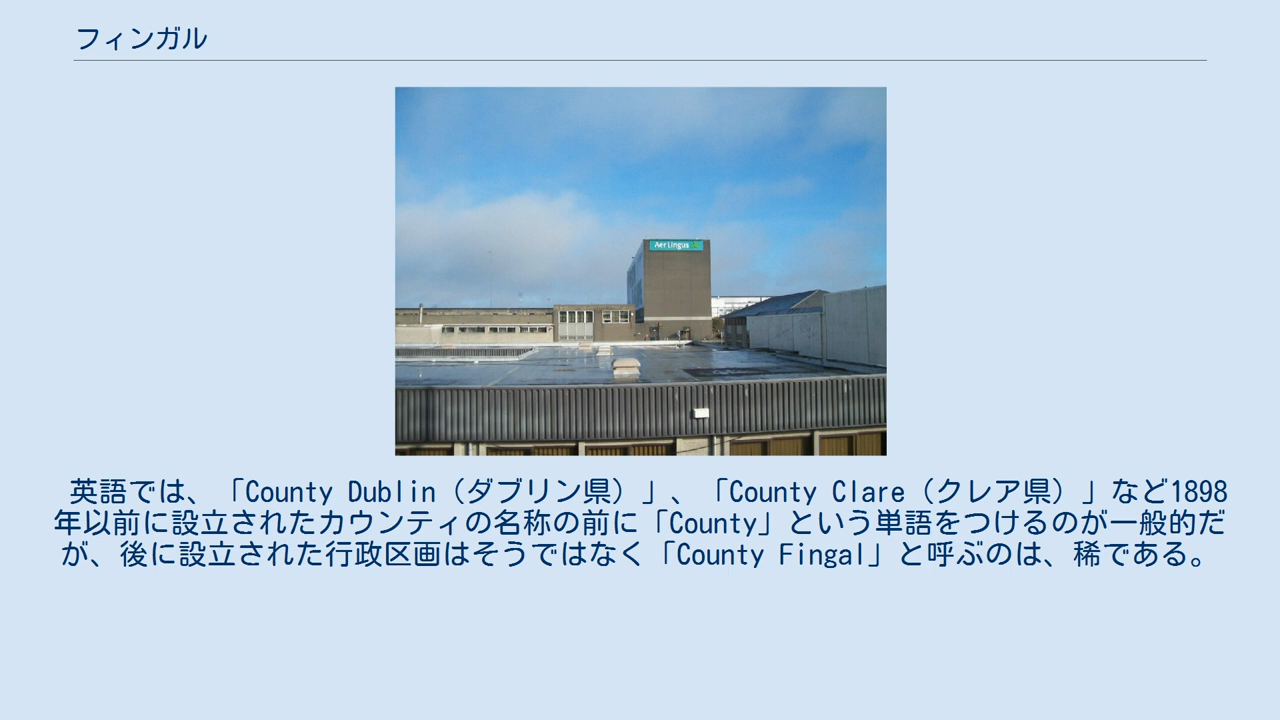 フィンガル
Aer Lingus
英語では、「County Dublin（ダブリン県）」、「County Clare（クレア県）」など1898
年以前に設立されたカウンティの名称の前に「County」という単語をつけるのが一般的だ
が、後に設立された行政区画はそうではなく「County Fingal」と呼ぶのは、稀である。